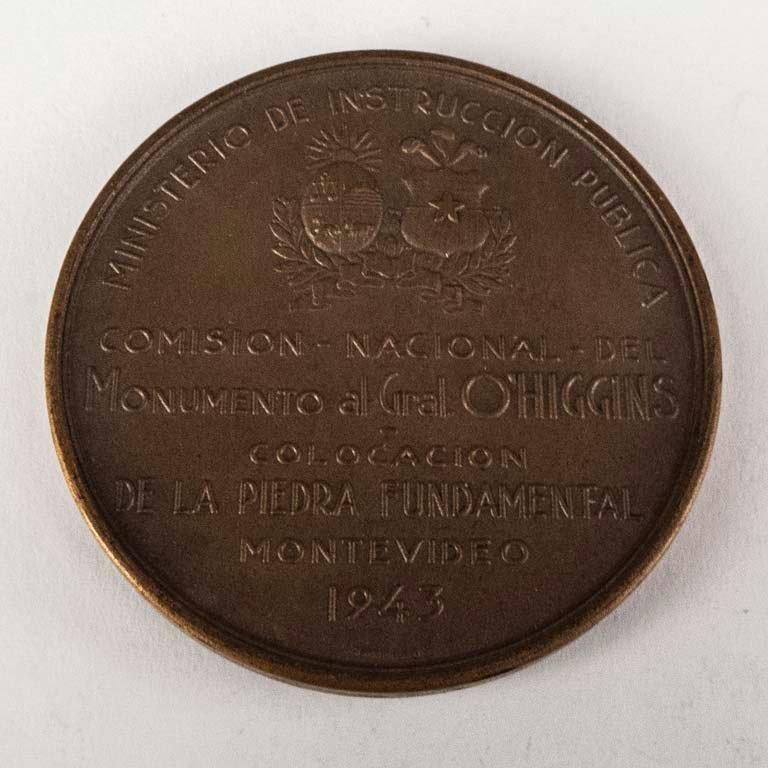 MINISTERIO DE INSTRUCCION PUBLICA
COMISION - NACIONAL - DEL
MONUMENTO al Gral. O'HIGGINS
-
COLOCACION
DE LA PIEDRA FUNDAMENTAL
MONTEVIDEO
1943